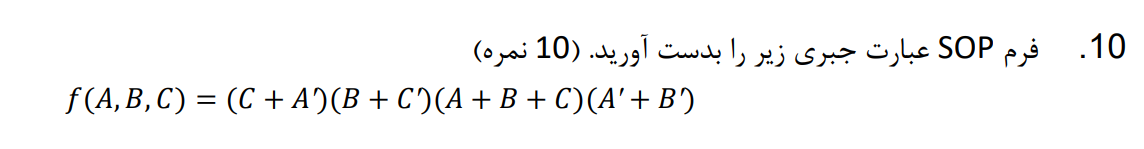 10. فرم SOP عبارت جبری زیر را بدست آورید. (10 نمره)
f(A, B, C) = (C + A′)(B + C′)(A + B + C)(A′ + B′)